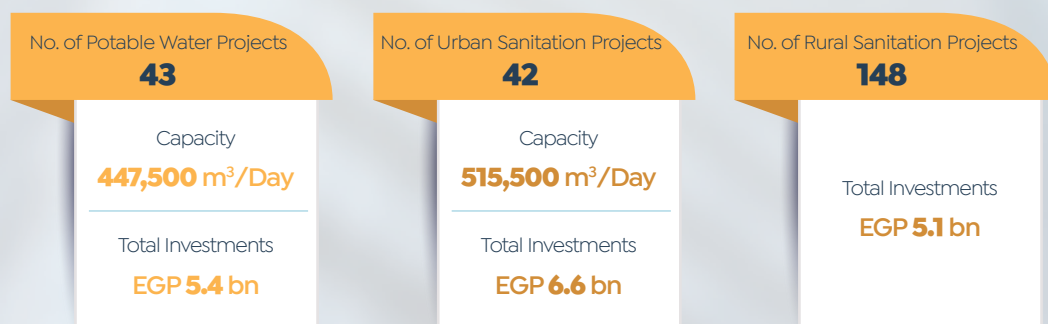 No. of Potable Water Projects
43
Capacity
447,500 m³/Day
Total Investments
EGP 5.4 bn
No. of Urban Sanitation Projects
42
Capacity
515,500 m³/Day
Total Investments
EGP 6.6 bn
No. of Rural Sanitation Projects
148
Total Investments
EGP 5.1 bn